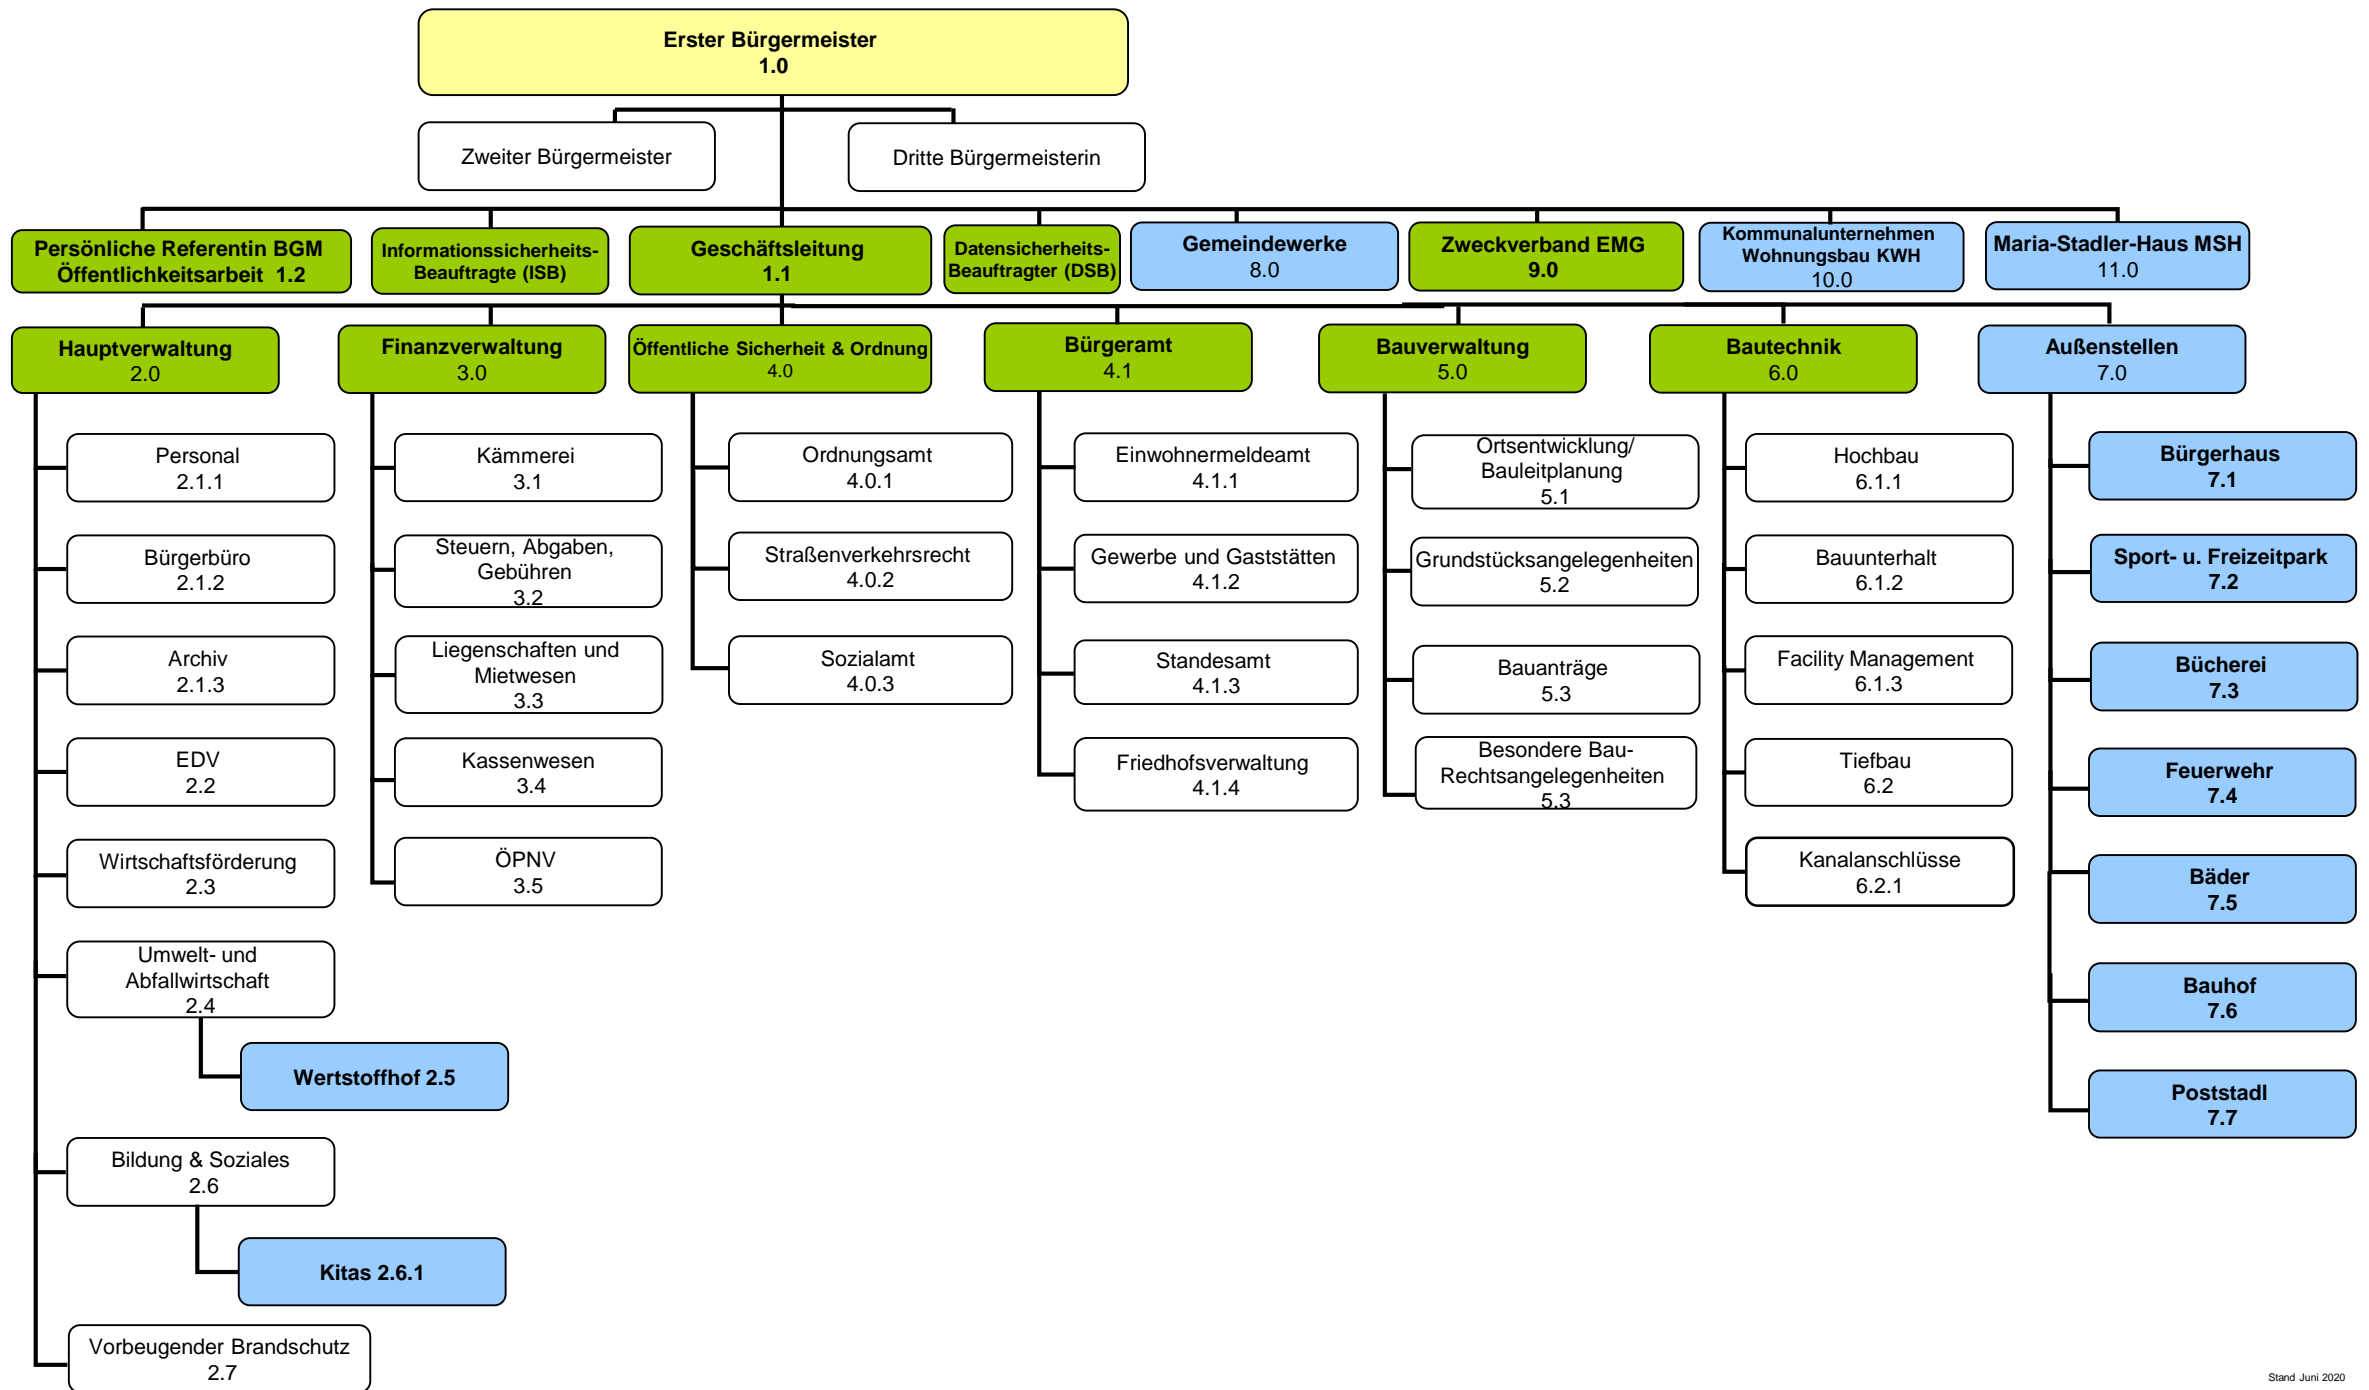 Erster Bürgermeister
1.0
Zweiter Bürgermeister
Dritte Bürgermeisterin
Persönliche Referentin BGM
Öffentlichkeitsarbeit 1.2
Informationssicherheits-
Beauftragte (ISB)
Geschäftsleitung
1.1
Datensicherheits-
Beauftragter (DSB)
Gemeindewerke
8.0
Zweckverband EMG
9.0
Kommunalunternehmen
Wohnungsbau KWH
10.0
Maria-Stadler-Haus MSH
11.0
Hauptverwaltung
2.0
Finanzverwaltung
3.0
Öffentliche Sicherheit & Ordnung
4.0
Bürgeramt
4.1
Bauverwaltung
5.0
Bautechnik
6.0
Außenstellen
7.0
Personal
2.1.1
Bürgerbüro
2.1.2
Archiv
2.1.3
EDV
2.2
Wirtschaftsförderung
2.3
Umwelt- und
Abfallwirtschaft
2.4
Wertstoffhof 2.5
Bildung & Soziales
2.6
Kitas 2.6.1
Vorbeugender Brandschutz
2.7
Kämmerei
3.1
Steuern, Abgaben,
Gebühren
3.2
Liegenschaften und
Mietwesen
3.3
Kassenwesen
3.4
ÖPNV
3.5
Ordnungsamt
4.0.1
Straßenverkehrsrecht
4.0.2
Sozialamt
4.0.3
Einwohnermeldeamt
4.1.1
Gewerbe und Gaststätten
4.1.2
Standesamt
4.1.3
Friedhofsverwaltung
4.1.4
Ortsentwicklung/
Bauleitplanung
5.1
Grundstücksangelegenheiten
5.2
Bauanträge
5.3
Besondere Bau-
Rechtsangelegenheiten
5.3
Hochbau
6.1.1
Bauunterhalt
6.1.2
Facility Management
6.1.3
Tiefbau
6.2
Kanalanschlüsse
6.2.1
Bürgerhaus
7.1
Sport- u. Freizeitpark
7.2
Bücherei
7.3
Feuerwehr
7.4
Bäder
7.5
Bauhof
7.6
Poststadl
7.7
Stand Juni 2020